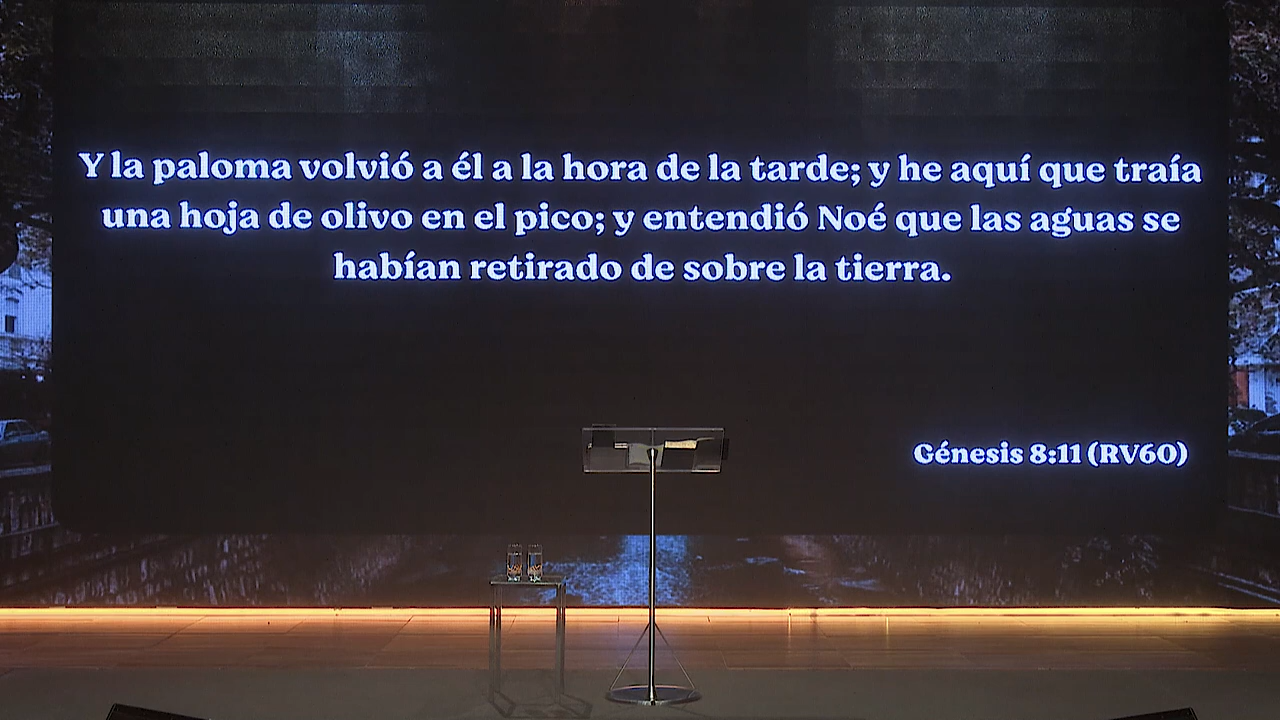 Y la paloma volvió a él a la hora de la tarde; y he aquí que traía
una hoja de olivo en el pico; y entendió Noé que las aguas se
habían retirado de sobre la tierra.
Génesis 8:11 (RV60)